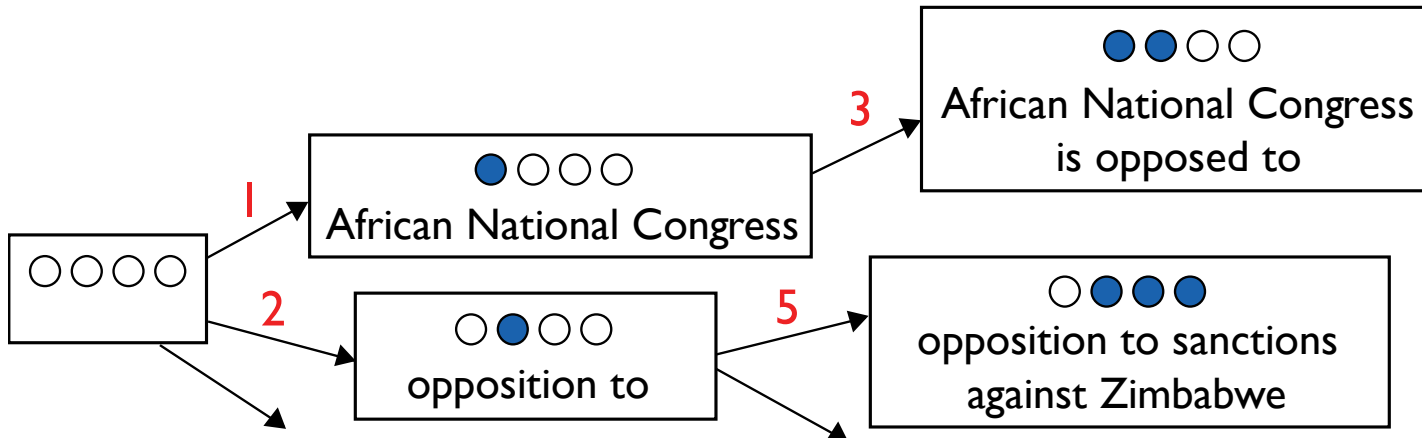 African National Congress
is opposed to
3
1
African National Congress
2
opposition to
5
opposition to sanctions
against Zimbabwe